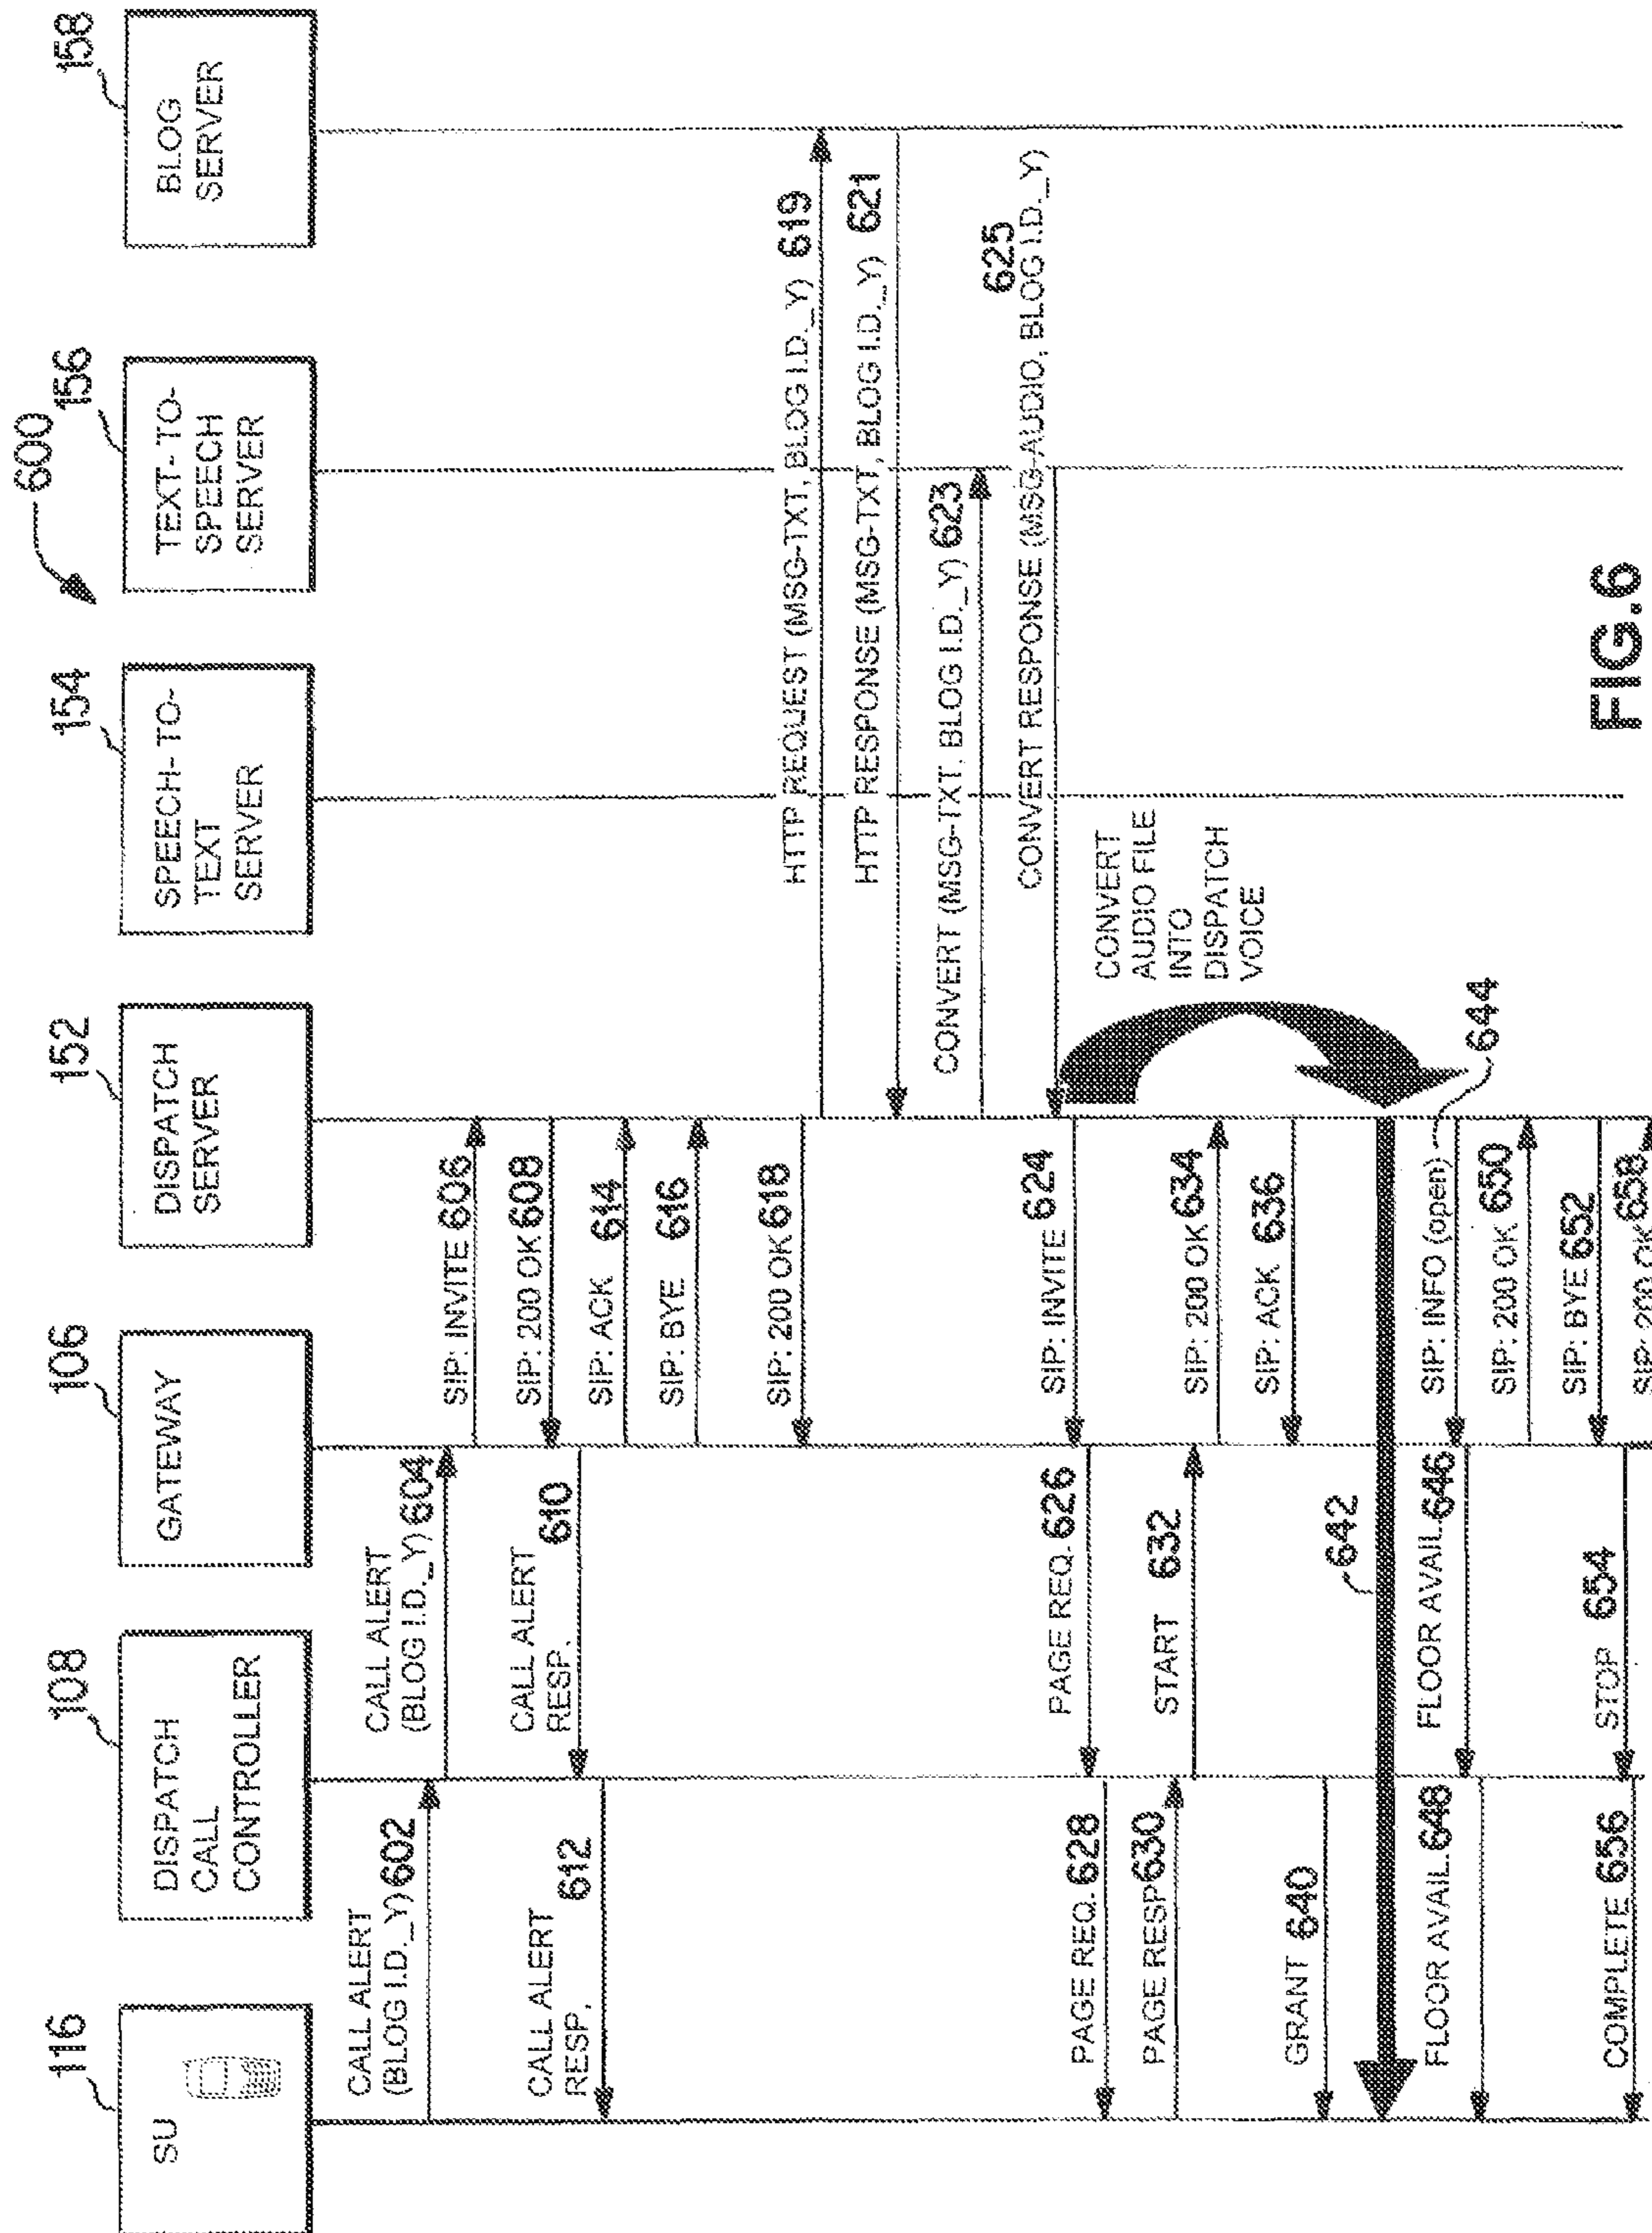 600
116
SU
108
DISPATCH
CALL
CONTROLLER
106
GATEWAY
152
DISPATCH
SERVER
154
SPEECH- TO-
TEXT
SERVER
156
TEXT- TO-
SPEECH
SERVER
158
BLOG
SERVER
CALL ALERT
(BLOG I.D._Y) 602
CALL ALERT
(BLOG I.D._Y) 604
SIP: INVITE 606
SIP: 200 OK 608
CALL ALERT
RESP. 610
CALL ALERT
RESP. 612
SIP: ACK 614
SIP: BYE 616
SIP: 200 OK 618
HTTP REQUEST (MSG-TXT, BLOG I.D._Y) 619
HTTP RESPONSE (MSG-TXT, BLOG I.D._Y) 621
CONVERT (MSG-TXT, BLOG I.D._Y) 623
625
CONVERT RESPONSE (MSG-AUDIO, BLOG I.D._Y)
CONVERT
AUDIO FILE
INTO
DISPATCH
VOICE
SIP: INVITE 624
PAGE REQ. 626
PAGE REQ. 628
PAGE RESP 630
START 632
SIP: 200 OK 634
SIP: ACK 636
GRANT 640
642
SIP: INFO (open) 644
FLOOR AVAIL. 646
FLOOR AVAIL. 648
SIP: 200 OK 650
SIP: BYE 652
STOP 654
COMPLETE 656
SIP: 200 OK 658
FIG.6